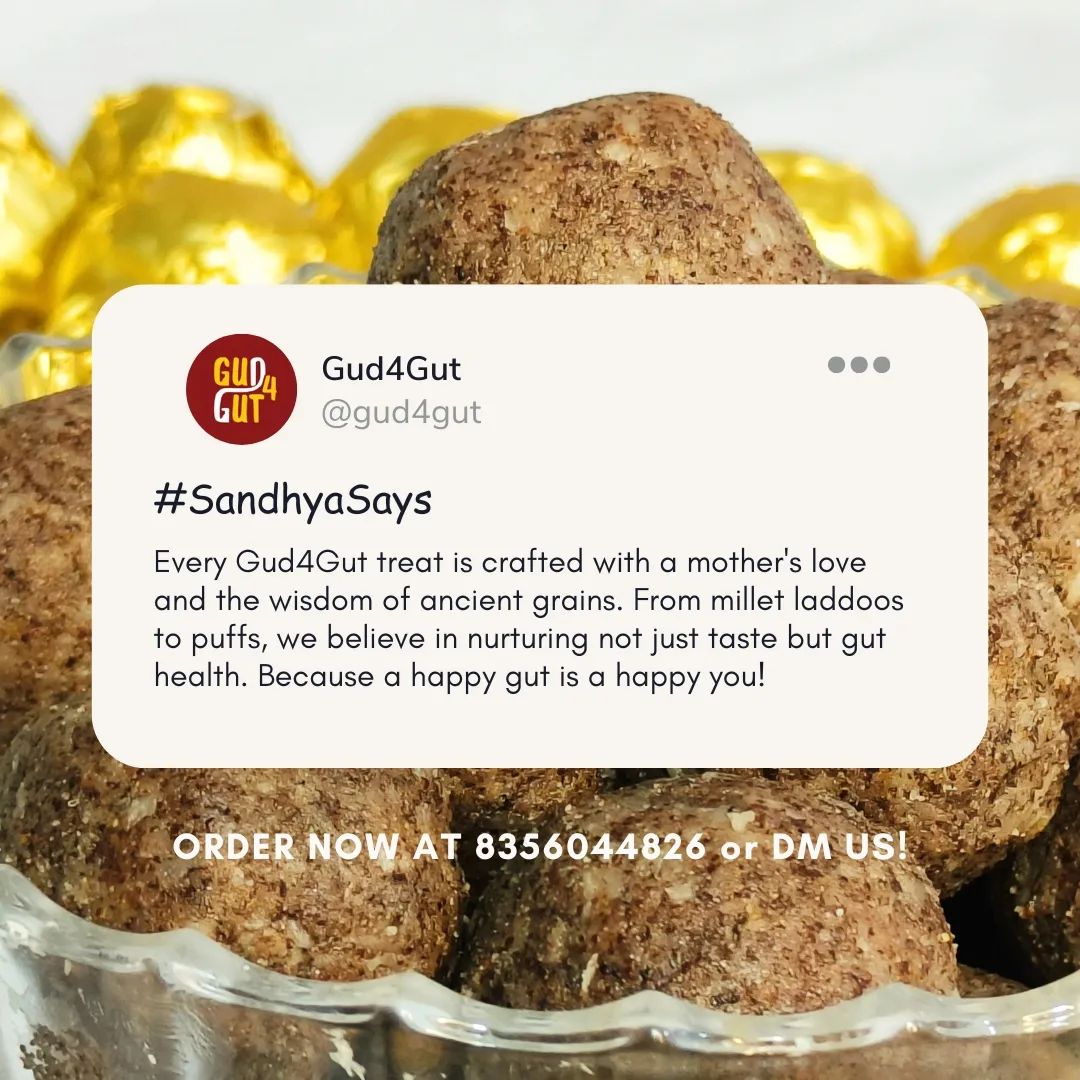 GUD4
GUT
Gud4Gut
@gud4gut
#SandhyaSays
Every Gud4Gut treat is crafted with a mother's love
and the wisdom of ancient grains. From millet laddoos
to puffs, we believe in nurturing not just taste but gut
health. Because a happy gut is a happy you!
ORDER NOW AT 8356044826 or DM US!